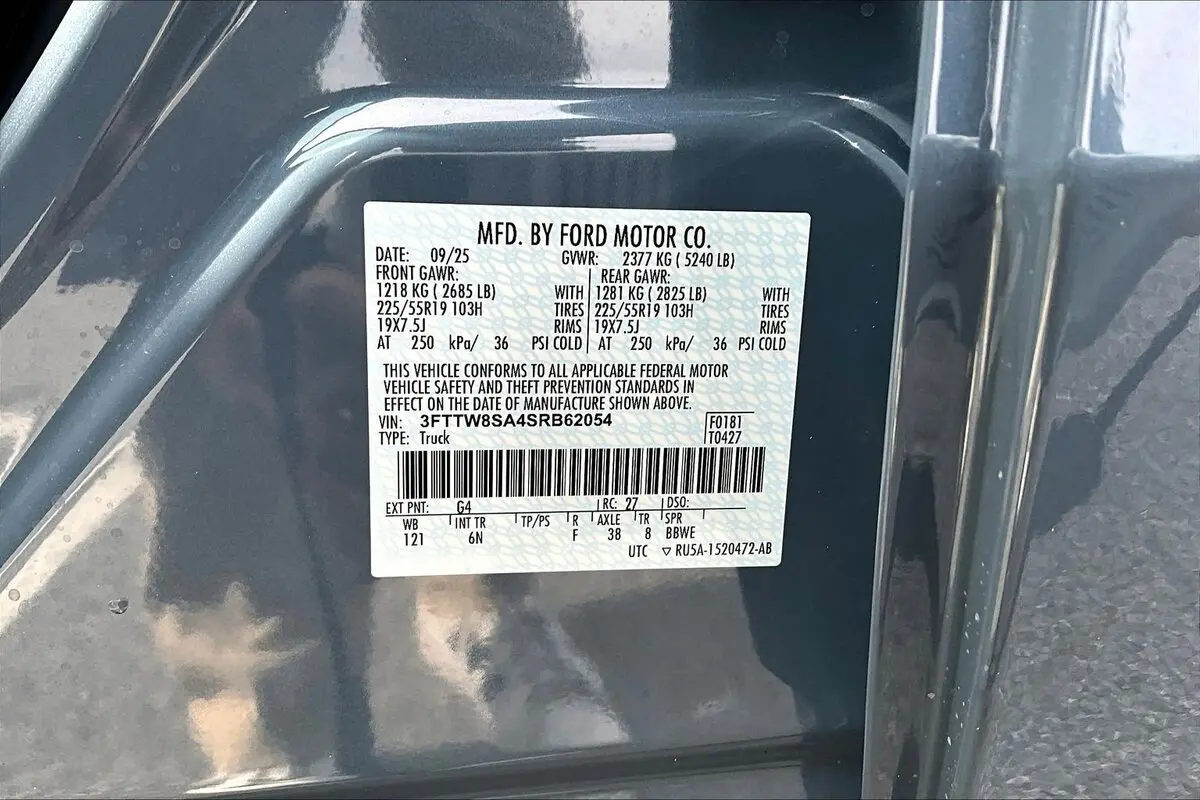 MFD. BY FORD MOTOR CO.
DATE: 09/25 GVWR: 2377 KG ( 5240 LB)
FRONT GAWR: REAR GAWR:
1218 KG ( 2685 LB) WITH 1281 KG ( 2825 LB) WITH
225/55R19 103H TIRES 225/55R19 103H TIRES
19X7.5J RIMS 19X7.5J RIMS
AT 250 kPa/ 36 PSI COLD AT 250 kPa/ 36 PSI COLD
THIS VEHICLE CONFORMS TO ALL APPLICABLE FEDERAL MOTOR
VEHICLE SAFETY AND THEFT PREVENTION STANDARDS IN
EFFECT ON THE DATE OF MANUFACTURE SHOWN ABOVE.
VIN: 3FTTW8SA4SRB62054 F0181
TYPE: Truck T0427
EXT PNT: G4 RC: 27 DSO:
WB INT TR TP/PS R AXLE TR SPR
121 6N F 38 8 BBWE
UTC ▽ RU5A-1520472-AB